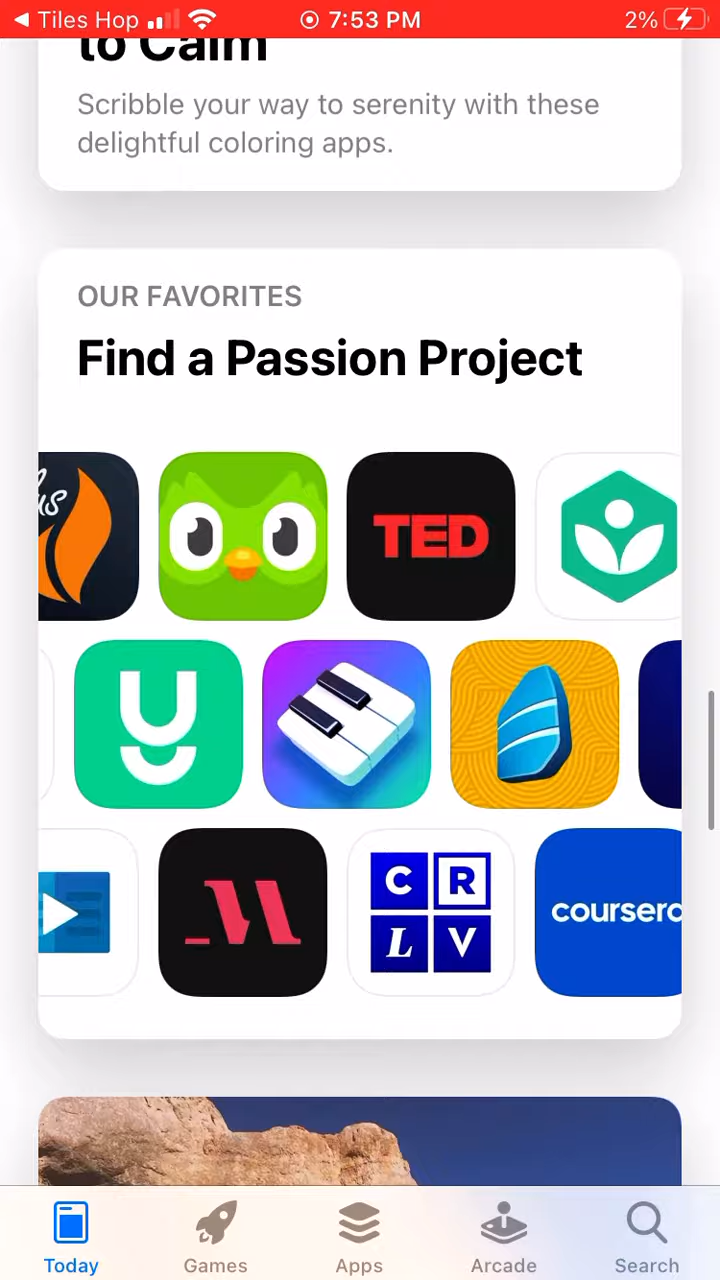 Tiles Hop 7:53 PM 2%
to Calm
Scribble your way to serenity with these
delightful coloring apps.
OUR FAVORITES
Find a Passion Project
TED
C R
L V
Today Games Apps Arcade Search